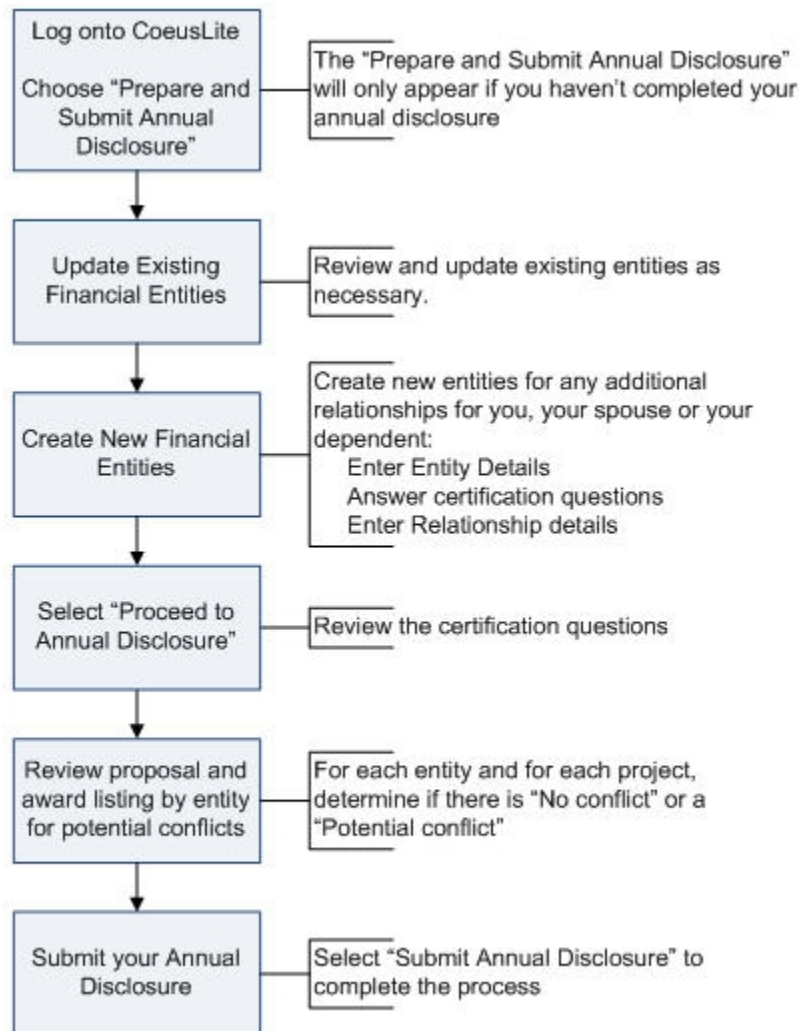 Log onto CoeusLite
Choose “Prepare and
Submit Annual
Disclosure”
The “Prepare and Submit Annual Disclosure”
will only appear if you haven’t completed your
annual disclosure
Update Existing
Financial Entities
Review and update existing entities as
necessary.
Create New Financial
Entities
Create new entities for any additional
relationships for you, your spouse or your
dependent:
Enter Entity Details
Answer certification questions
Enter Relationship details
Select “Proceed to
Annual Disclosure”
Review the certification questions
Review proposal and
award listing by entity
for potential conflicts
For each entity and for each project,
determine if there is “No conflict” or a
“Potential conflict”
Submit your Annual
Disclosure
Select “Submit Annual Disclosure” to
complete the process